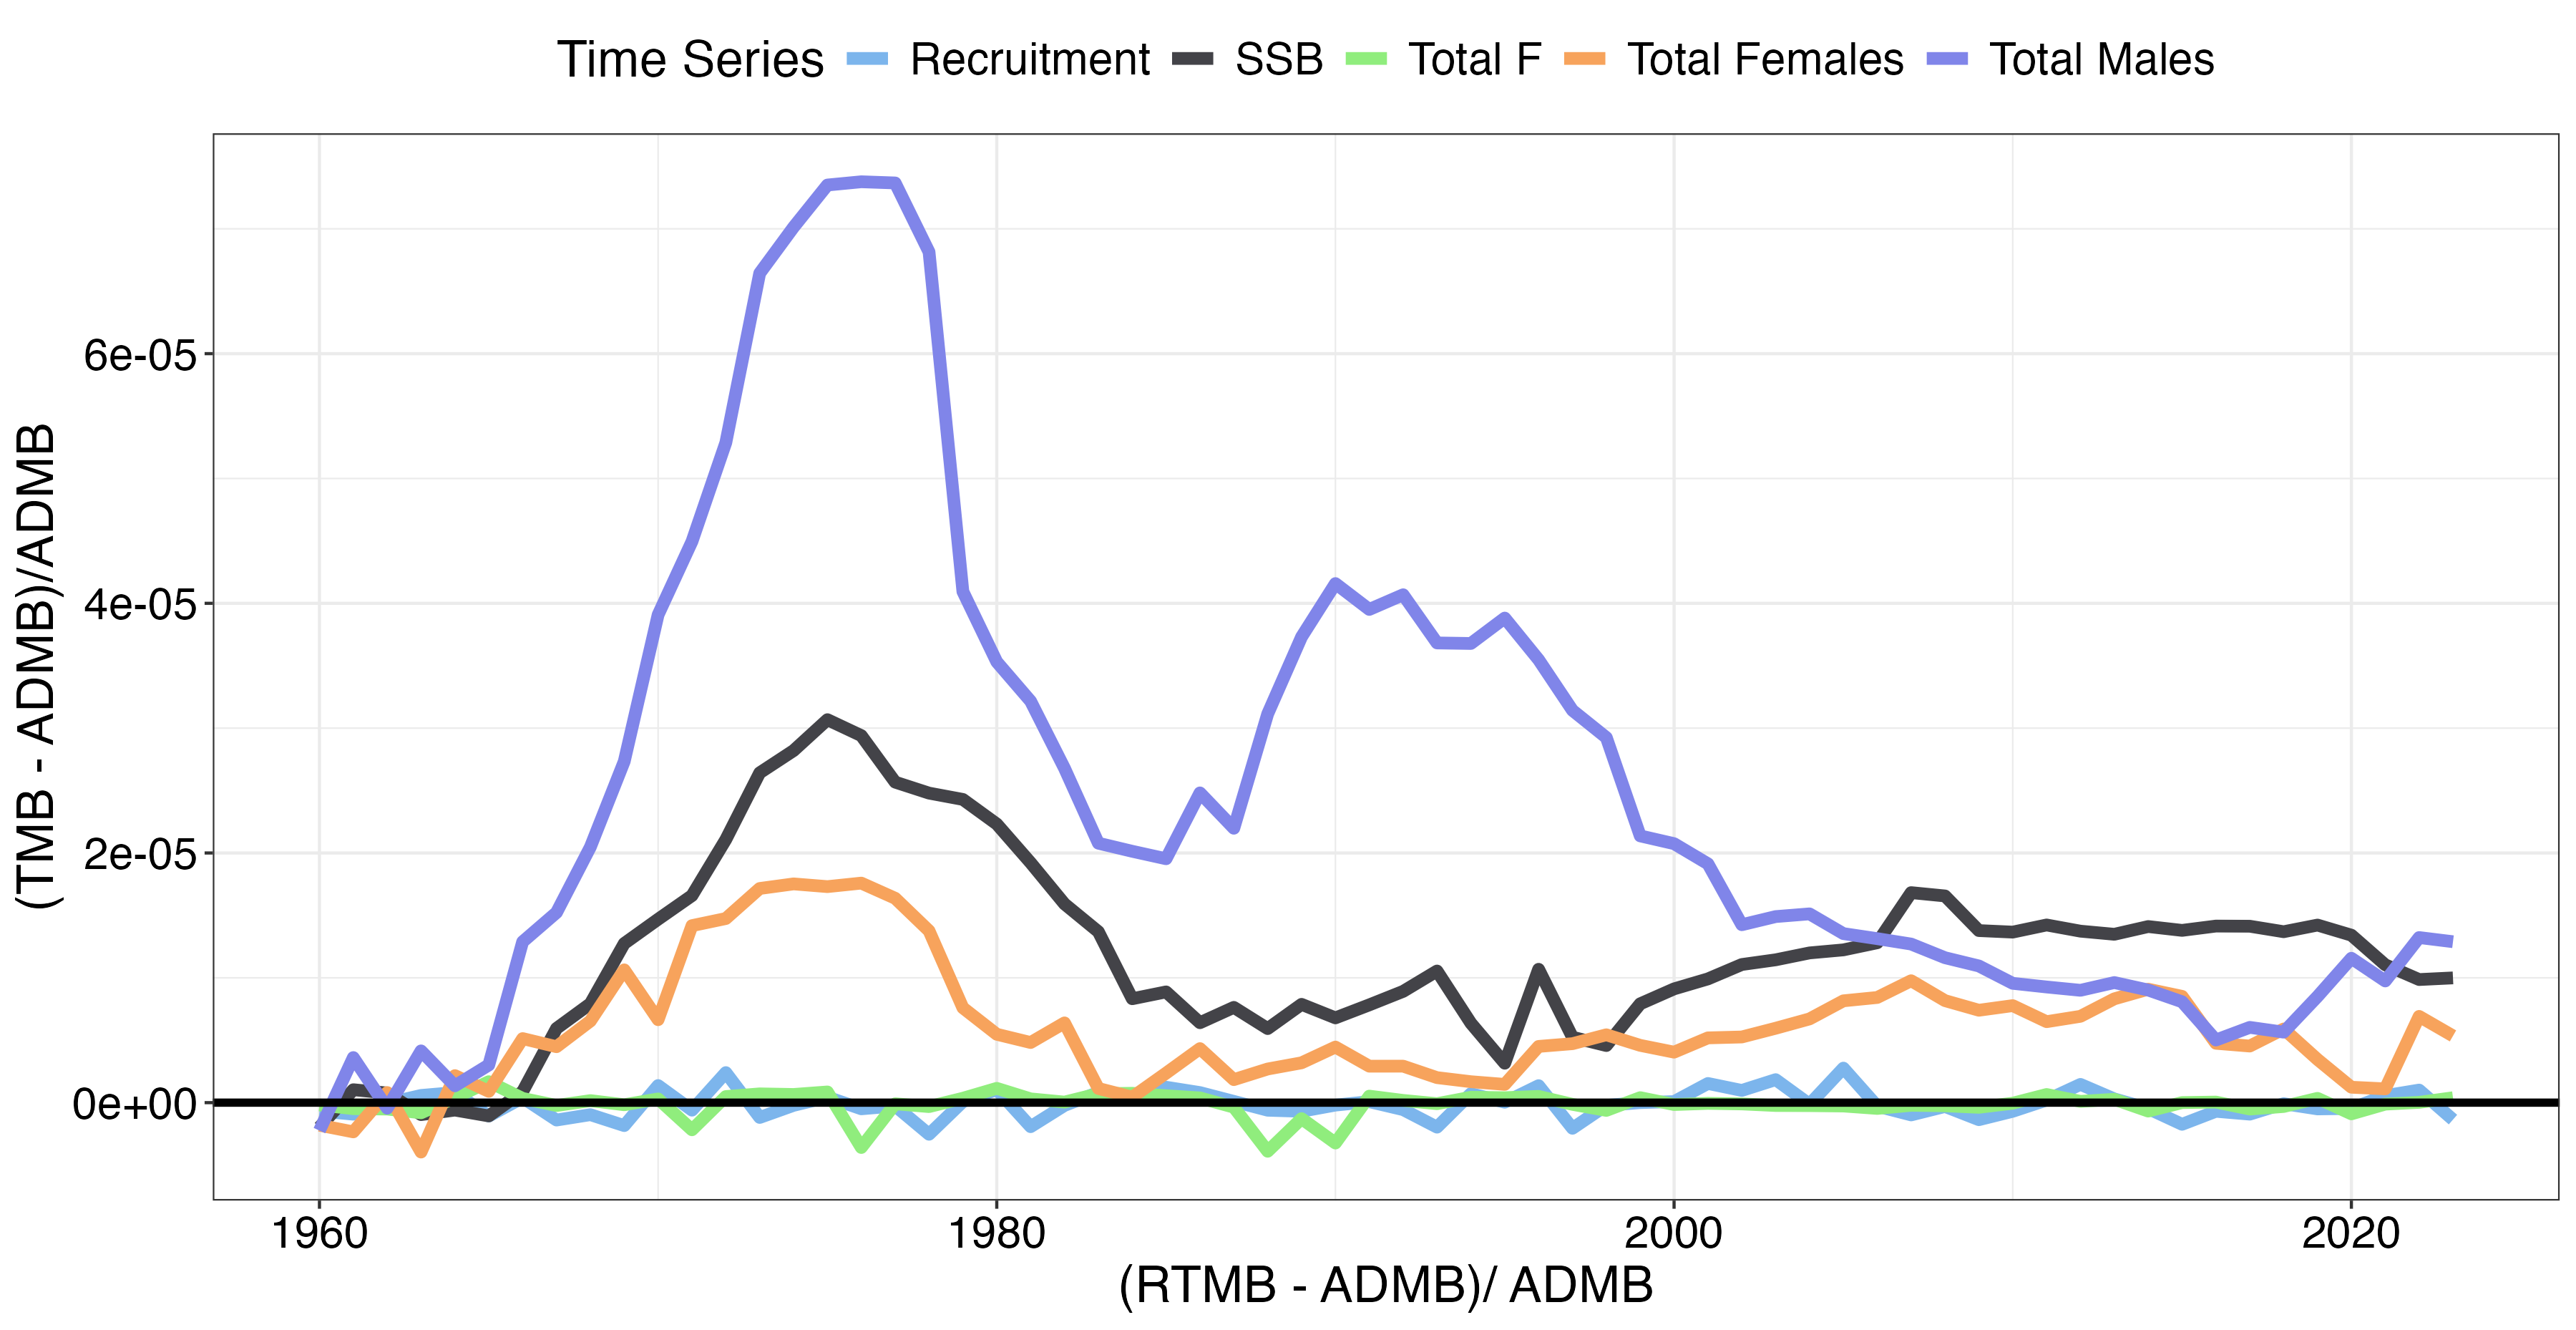 Time Series Recruitment SSB Total F Total Females Total Males
(TMB - ADMB)/ADMB
6e-05
4e-05
2e-05
0e+00
1960 1980 2000 2020
(RTMB - ADMB)/ ADMB